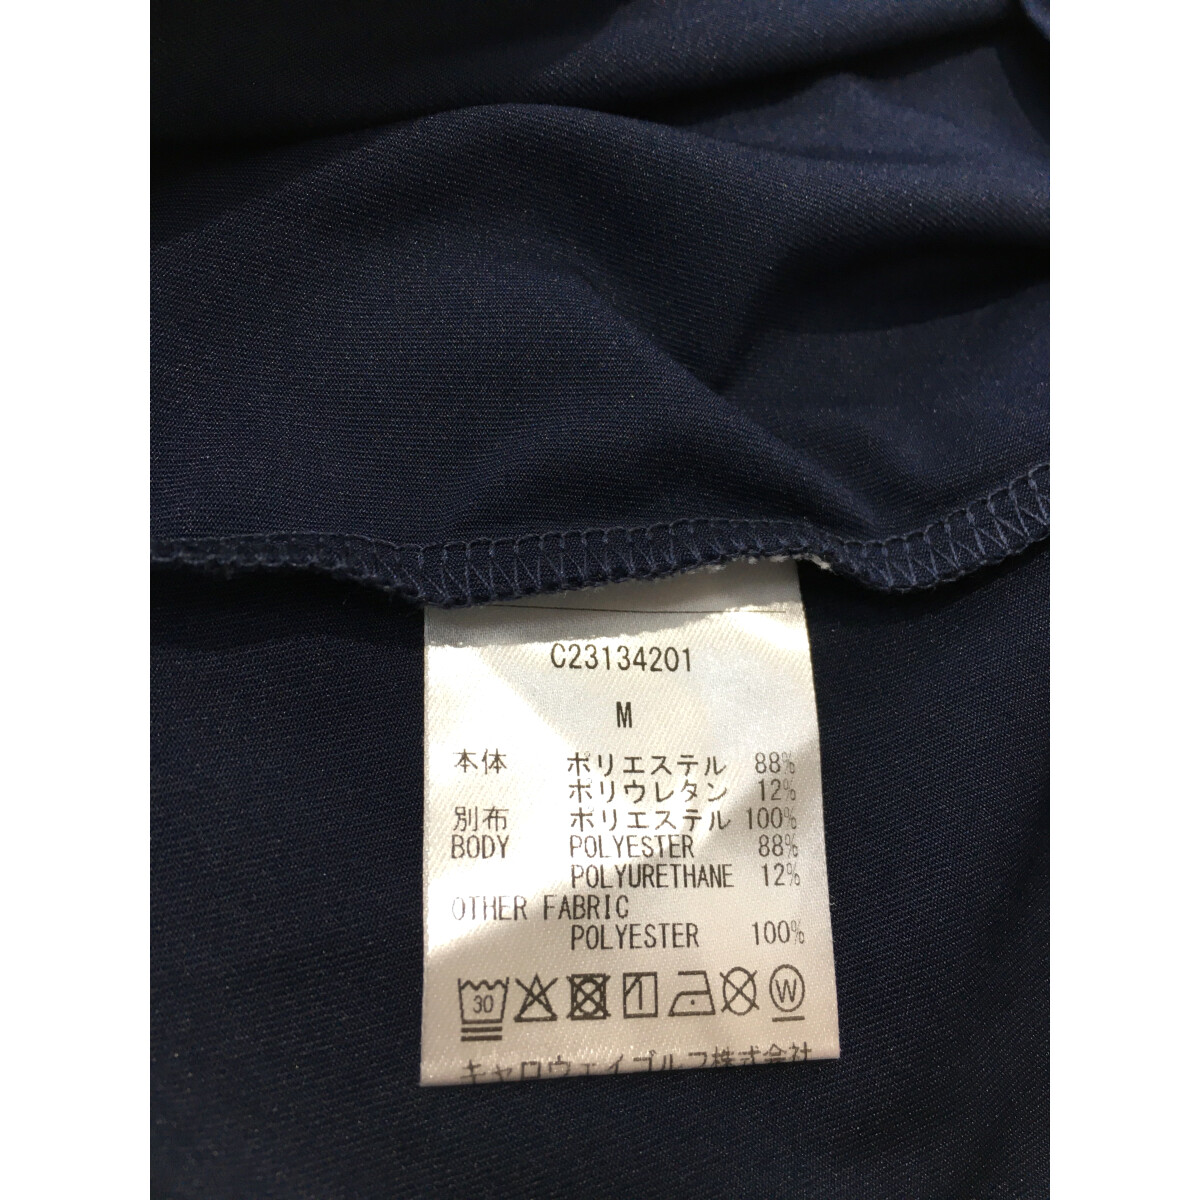 C23134201
M
本体 ポリエステル 88%
ポリウレタン 12%
別布 ポリエステル 100%
BODY POLYESTER 88%
POLYURETHANE 12%
OTHER FABRIC
POLYESTER 100%
30 W
キャロウェイゴルフ株式会社